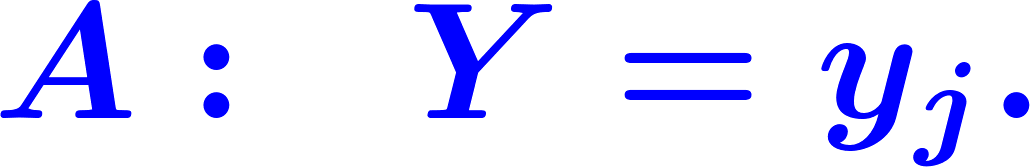 A : Y = y_j.